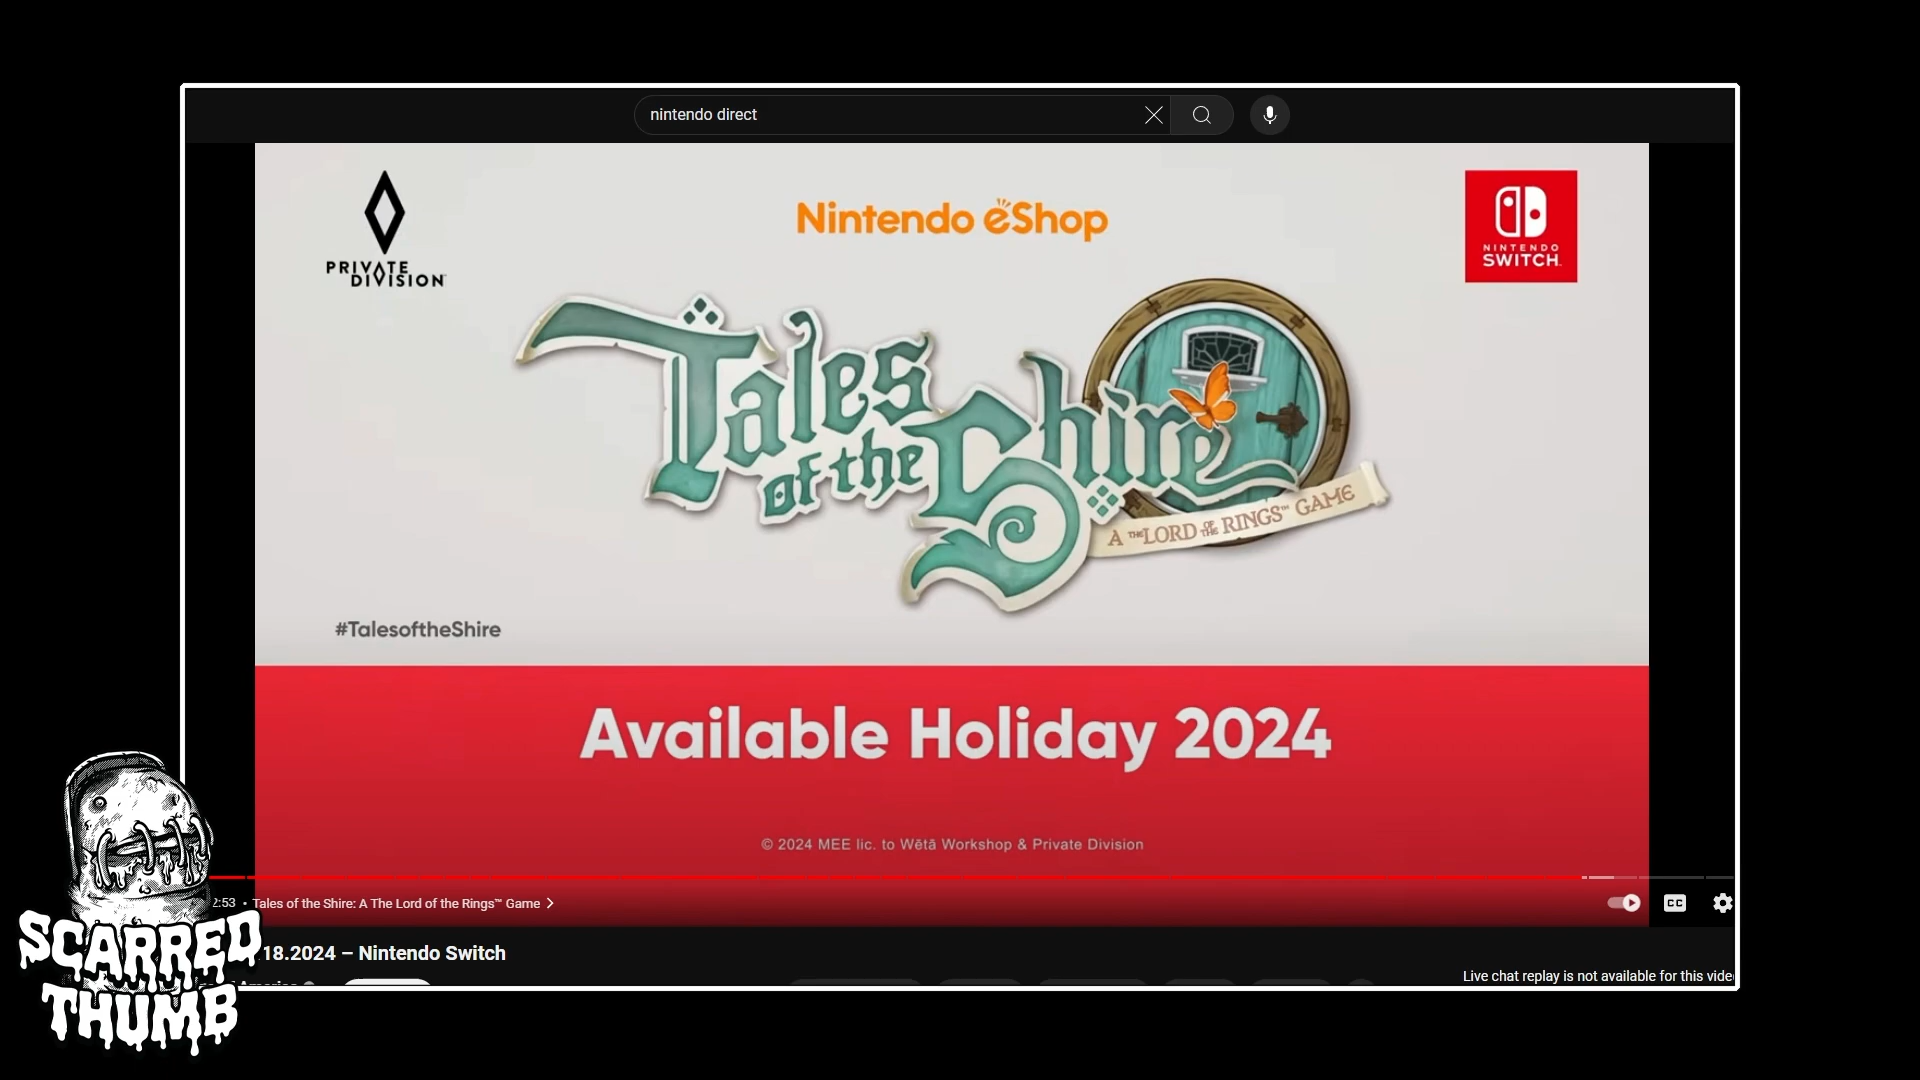 nintendo direct
PRIVATE
DIVISION
Nintendo eShop
NINTENDO
SWITCH
Tales
of the Shire
A THE LORD OF THE RINGS™ GAME
#TalesoftheShire
Available Holiday 2024
© 2024 MEE lic. to Wētā Workshop & Private Division
2:53 • Tales of the Shire: A The Lord of the Rings™ Game
CC
18.2024 – Nintendo Switch
Live chat replay is not available for this vide
SCARRED
THUMB